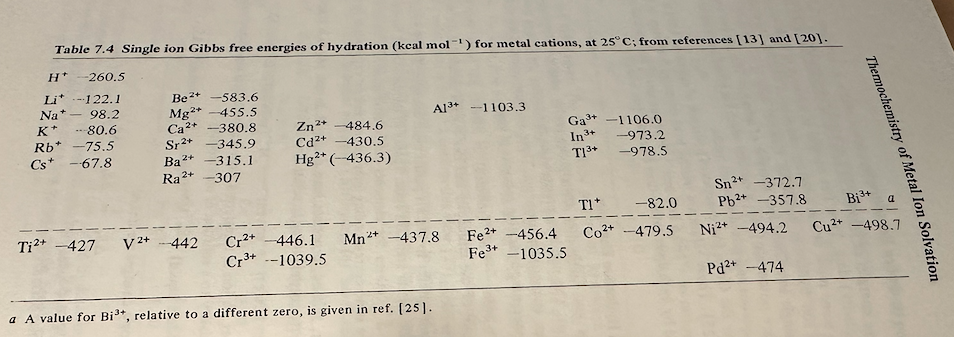 Table 7.4 Single ion Gibbs free energies of hydration (kcal mol⁻¹) for metal cations, at 25°C; from references [13] and [20].
H⁺ −260.5
Li⁺ −122.1 Be²⁺ −583.6 Al³⁺ −1103.3
Na⁺ − 98.2 Mg²⁺ −455.5
K⁺ −80.6 Ca²⁺ −380.8 Zn²⁺ −484.6 Ga³⁺ −1106.0
Rb⁺ −75.5 Sr²⁺ −345.9 Cd²⁺ −430.5 In³⁺ −973.2
Cs⁺ −67.8 Ba²⁺ −315.1 Hg²⁺ (−436.3) Tl³⁺ −978.5
Ra²⁺ −307
Sn²⁺ −372.7
Tl⁺ −82.0 Pb²⁺ −357.8 Bi³⁺ a
Ti²⁺ −427 V²⁺ −442 Cr²⁺ −446.1 Mn²⁺ −437.8 Fe²⁺ −456.4 Co²⁺ −479.5 Ni²⁺ −494.2 Cu²⁺ −498.7
Cr³⁺ −1039.5 Fe³⁺ −1035.5
Pd²⁺ −474
a A value for Bi³⁺, relative to a different zero, is given in ref. [25].
Thermochemistry of Metal Ion Solvation